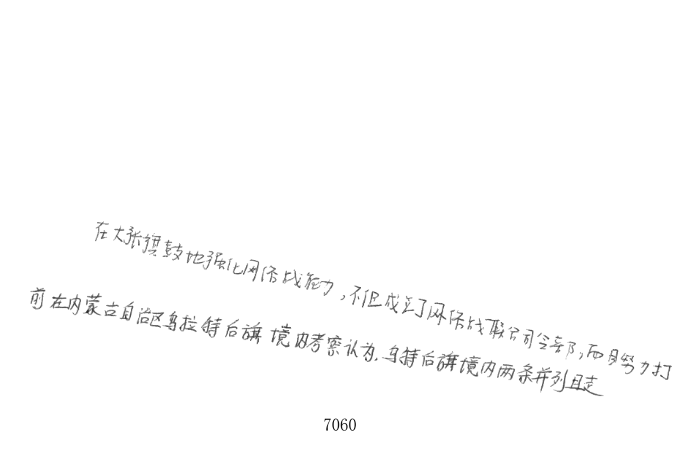 在大张旗鼓地强化网络战能力,不但成立了网络战联合司令部,而且努力打
前在内蒙古自治区乌拉特后旗境内考察认为,乌特后旗境内两条并列且走
7060